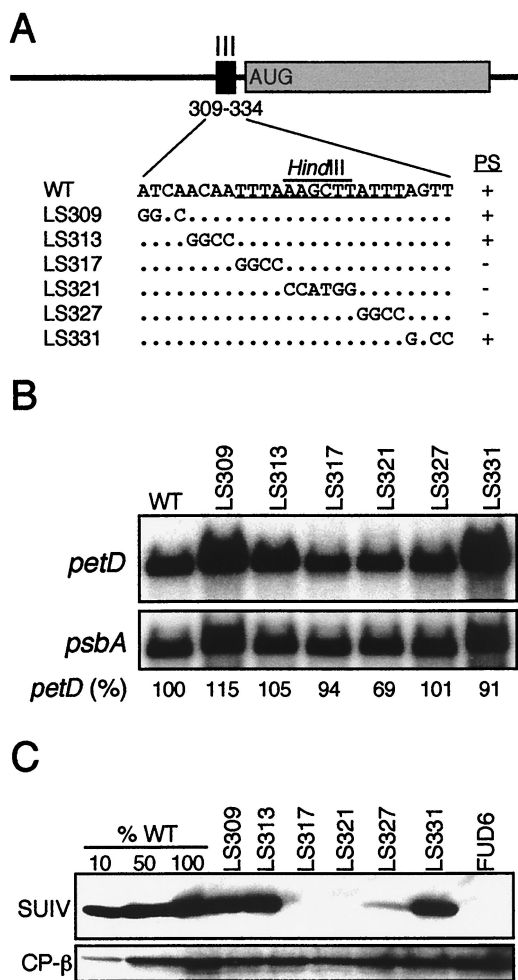 A
III
AUG
309-334
HindIII PS
WT ATCAACAATTTAAAGCTTATTTAGTT +
LS309 GG.C...................... +
LS313 ....GGCC.................. +
LS317 ........GGCC.............. -
LS321 ............CCATGG........ -
LS327 ..................GGCC.... -
LS331 ......................G.CC +
B
WT LS309 LS313 LS317 LS321 LS327 LS331
petD
psbA
petD (%) 100 115 105 94 69 101 91
C
% WT LS309 LS313 LS317 LS321 LS327 LS331 FUD6
10 50 100
SUIV
CP-β